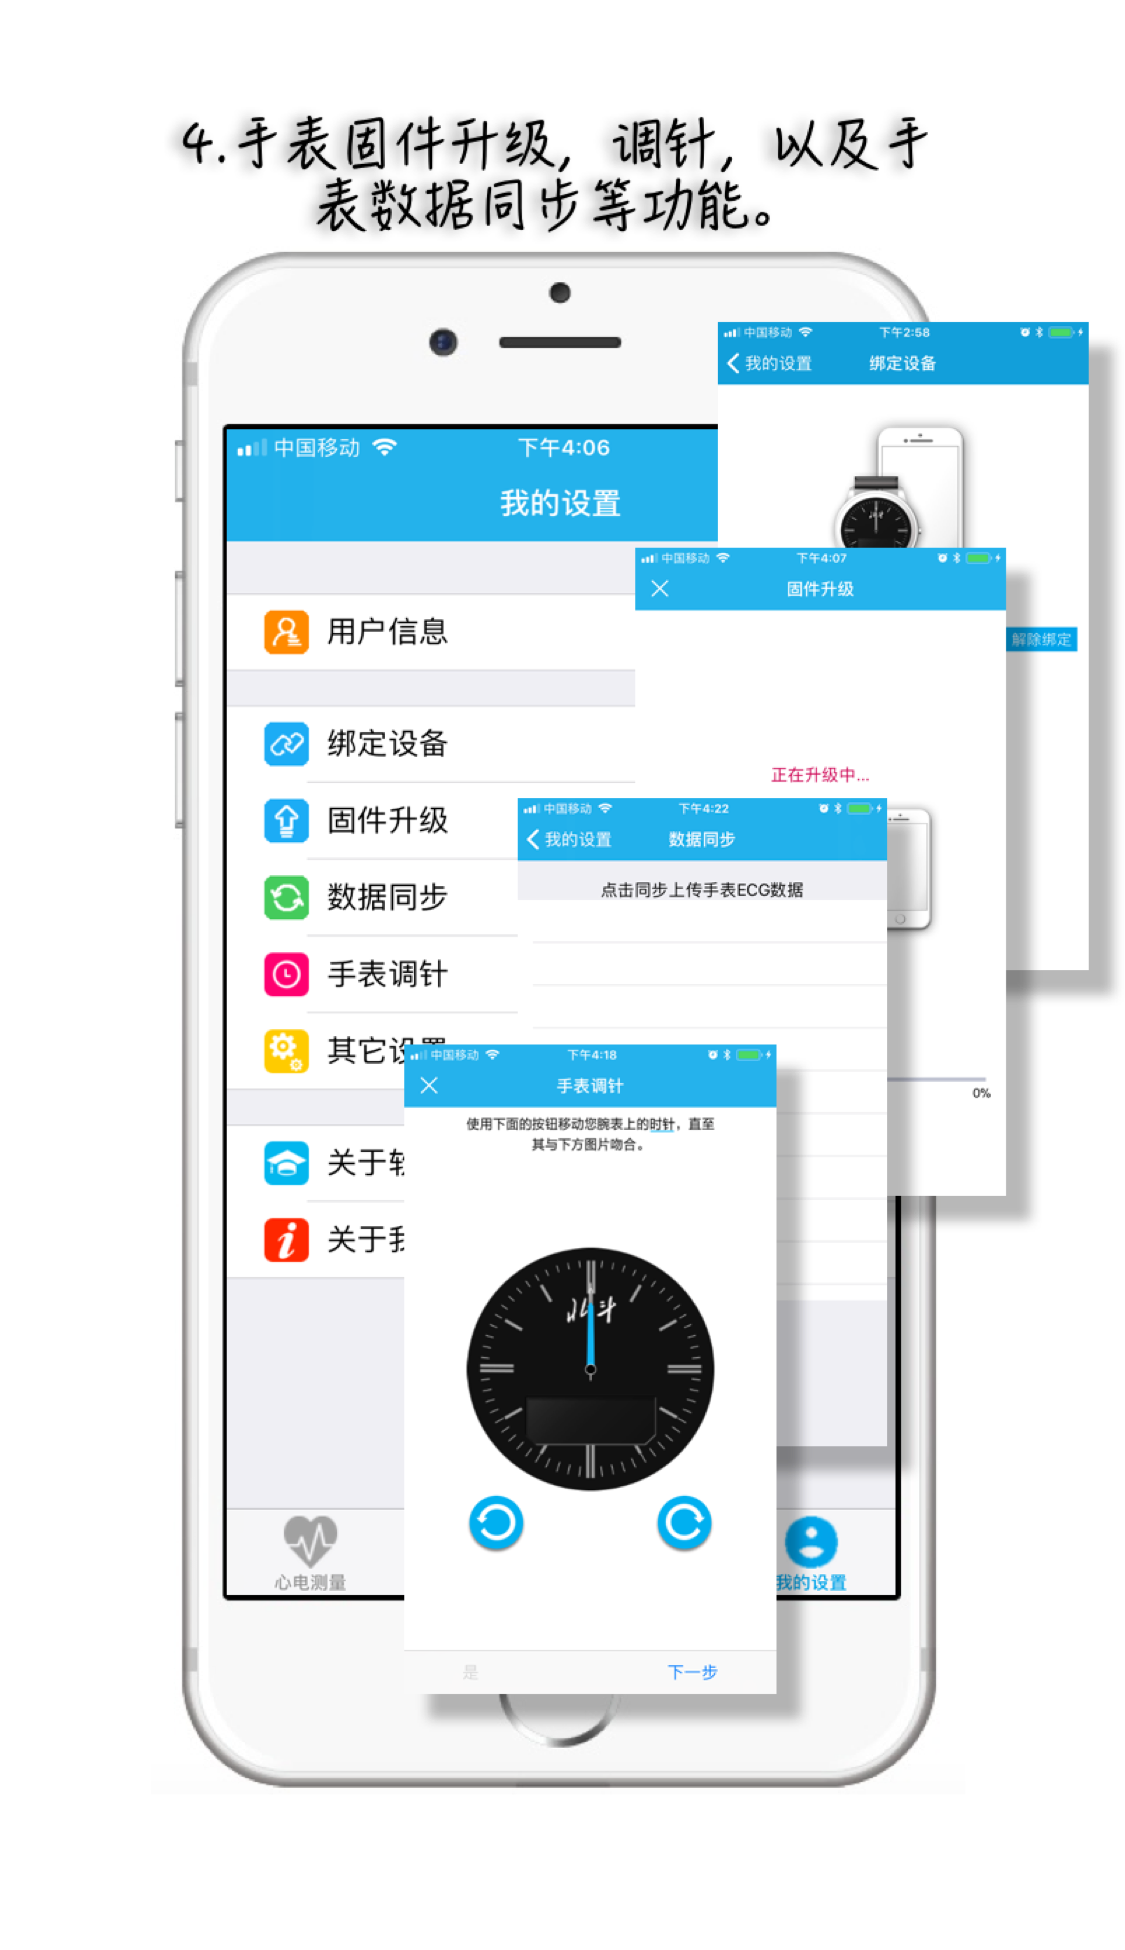 4.手表固件升级，调针，以及手
表数据同步等功能。
中国移动
下午4:06
我的设置
用户信息
绑定设备
固件升级
数据同步
手表调针
其它设置
关于软
关于我
心电测量
我的设置
中国移动
下午2:58
我的设置
绑定设备
解除绑定
中国移动
下午4:07
固件升级
正在升级中...
0%
中国移动
下午4:22
我的设置
数据同步
点击同步上传手表ECG数据
中国移动
下午4:18
手表调针
使用下面的按钮移动您腕表上的时针，直至
其与下方图片吻合。
北斗
是
下一步